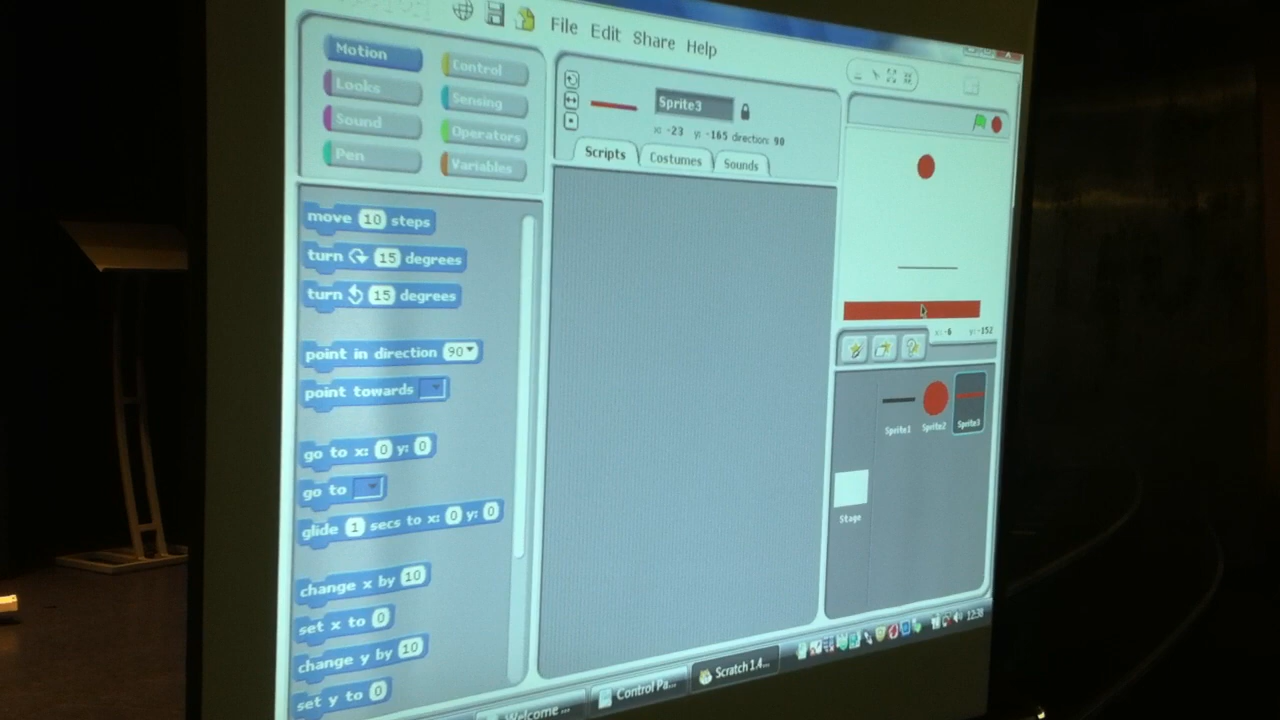 File Edit Share Help
Motion
Control
Looks
Sensing
Sound
Operators
Pen
Variables
Sprite3
x: -23 y: -165 direction: 90
Scripts Costumes Sounds
move 10 steps
turn 15 degrees
turn 15 degrees
point in direction 90
point towards
go to x: 0 y: 0
go to
glide 1 secs to x: 0 y: 0
change x by 10
set x to 0
change y by 10
set y to 0
x: -6 y: -152
Sprite1 Sprite2 Sprite3
Stage
Welcome ...
Control Pa...
Scratch 1.4...
12:38